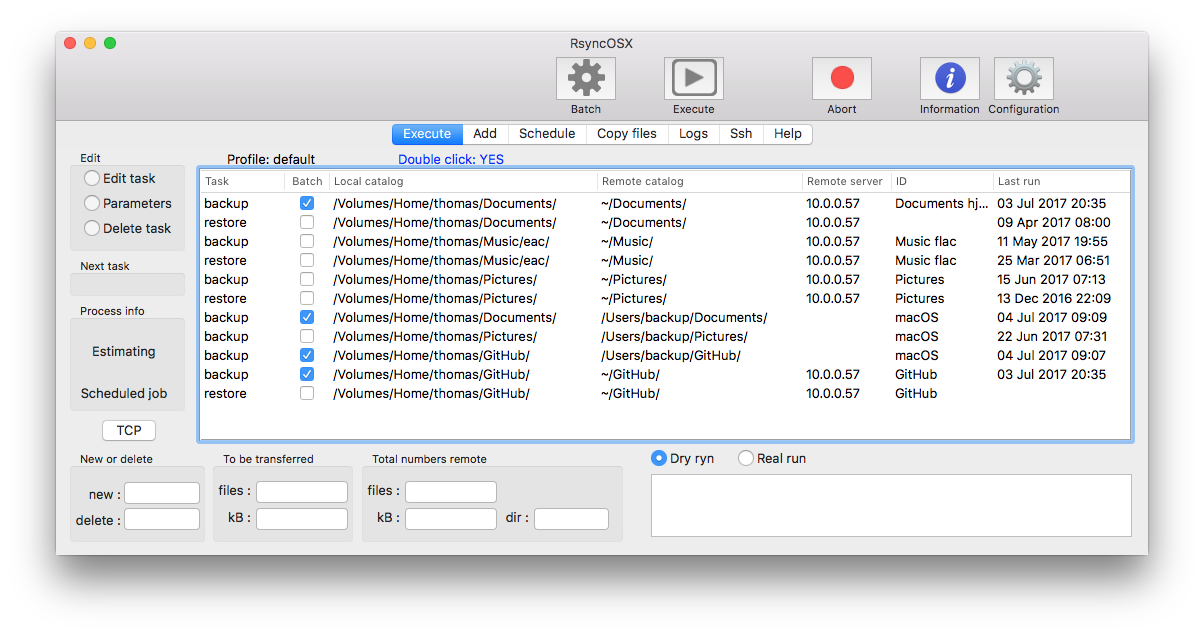 RsyncOSX
Batch Execute Abort Information Configuration
Execute Add Schedule Copy files Logs Ssh Help
Edit
Profile: default Double click: YES
Edit task
Parameters
Delete task
Next task
Process info
Estimating
Scheduled job
TCP
Task Batch Local catalog Remote catalog Remote server ID Last run
backup /Volumes/Home/thomas/Documents/ ~/Documents/ 10.0.0.57 Documents hj... 03 Jul 2017 20:35
restore /Volumes/Home/thomas/Documents/ ~/Documents/ 10.0.0.57 09 Apr 2017 08:00
backup /Volumes/Home/thomas/Music/eac/ ~/Music/ 10.0.0.57 Music flac 11 May 2017 19:55
restore /Volumes/Home/thomas/Music/eac/ ~/Music/ 10.0.0.57 Music flac 25 Mar 2017 06:51
backup /Volumes/Home/thomas/Pictures/ ~/Pictures/ 10.0.0.57 Pictures 15 Jun 2017 07:13
restore /Volumes/Home/thomas/Pictures/ ~/Pictures/ 10.0.0.57 Pictures 13 Dec 2016 22:09
backup /Volumes/Home/thomas/Documents/ /Users/backup/Documents/ macOS 04 Jul 2017 09:09
backup /Volumes/Home/thomas/Pictures/ /Users/backup/Pictures/ macOS 22 Jun 2017 07:31
backup /Volumes/Home/thomas/GitHub/ /Users/backup/GitHub/ macOS 04 Jul 2017 09:07
backup /Volumes/Home/thomas/GitHub/ ~/GitHub/ 10.0.0.57 GitHub 03 Jul 2017 20:35
restore /Volumes/Home/thomas/GitHub/ ~/GitHub/ 10.0.0.57 GitHub
New or delete
new :
delete :
To be transferred
files :
kB :
Total numbers remote
files :
kB : dir :
Dry ryn Real run